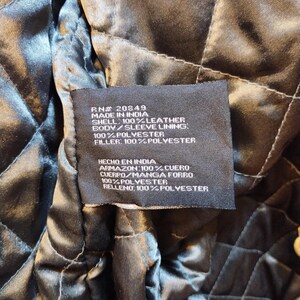 RN# 20849
MADE IN INDIA
SHELL: 100% LEATHER
BODY/SLEEVE LINING:
100% POLYESTER
FILLER: 100% POLYESTER
HECHO EN INDIA
ARMAZON: 100% CUERO
CUERPO/MANGA FORRO
100% POLYESTER
RELLENO: 100% POLYESTER